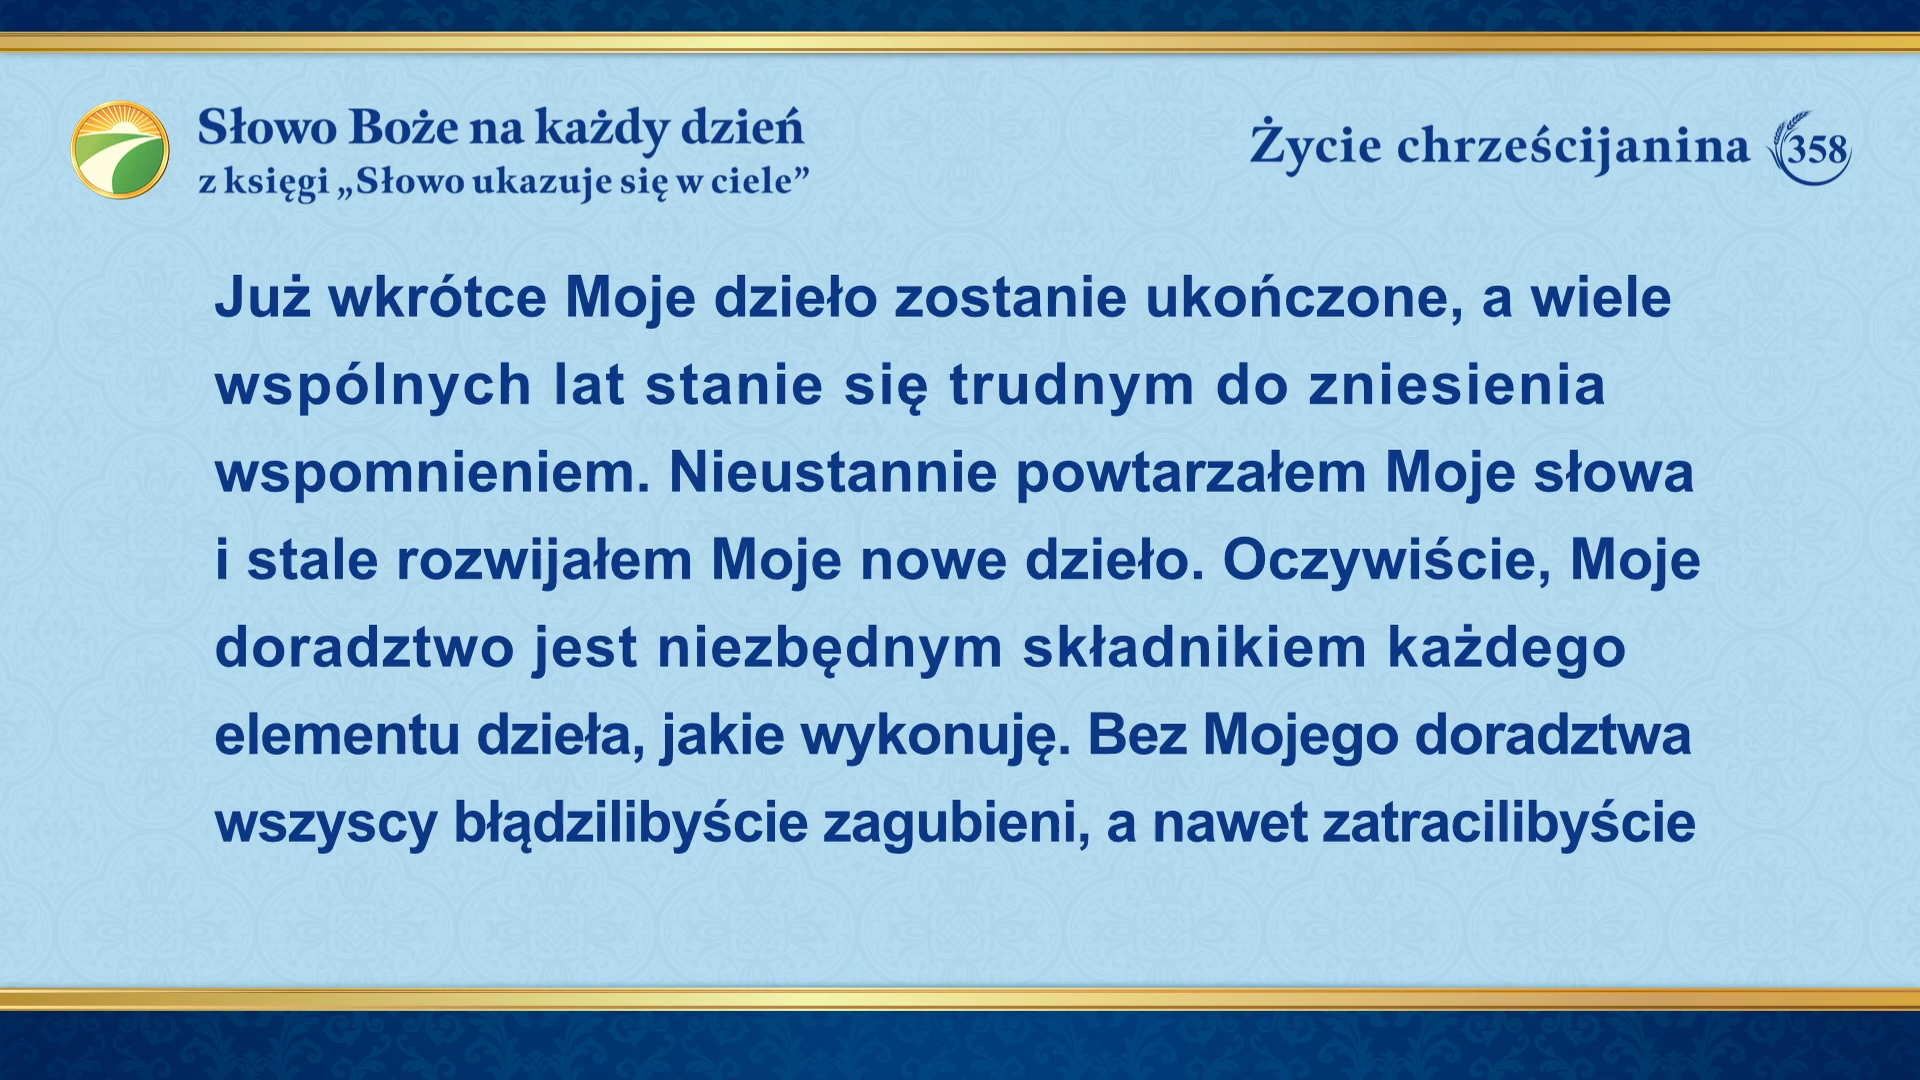 Słowo Boże na każdy dzień
z księgi „Słowo ukazuje się w ciele”
Życie chrześcijanina 358
Już wkrótce Moje dzieło zostanie ukończone, a wiele
wspólnych lat stanie się trudnym do zniesienia
wspomnieniem. Nieustannie powtarzałem Moje słowa
i stale rozwijałem Moje nowe dzieło. Oczywiście, Moje
doradztwo jest niezbędnym składnikiem każdego
elementu dzieła, jakie wykonuję. Bez Mojego doradztwa
wszyscy błądzilibyście zagubieni, a nawet zatracilibyście